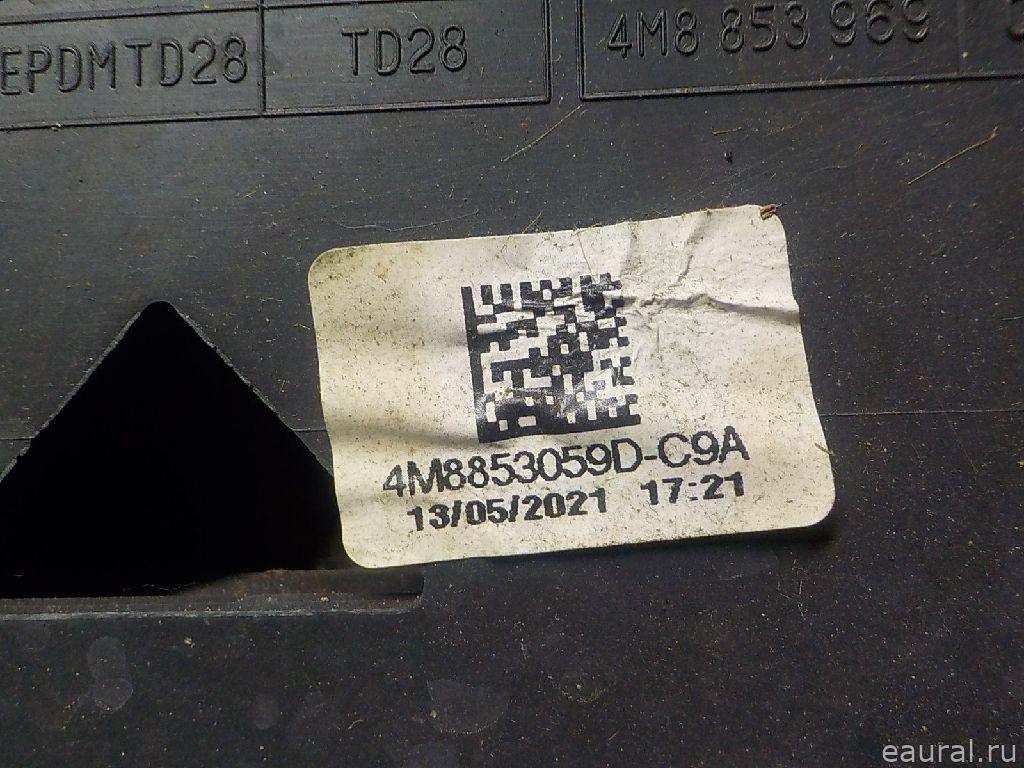 EPDMTD28 TD28 4M8 853 969
4M8853059D-C9A
13/05/2021 17:21
eaural.ru